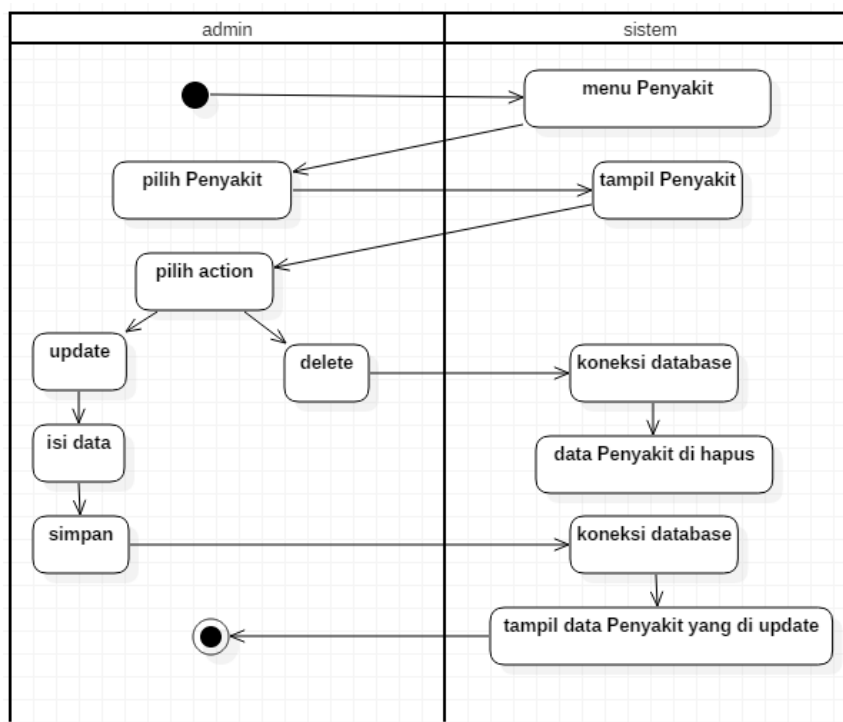 admin
sistem
menu Penyakit
pilih Penyakit
tampil Penyakit
pilih action
update
delete
koneksi database
isi data
data Penyakit di hapus
simpan
koneksi database
tampil data Penyakit yang di update